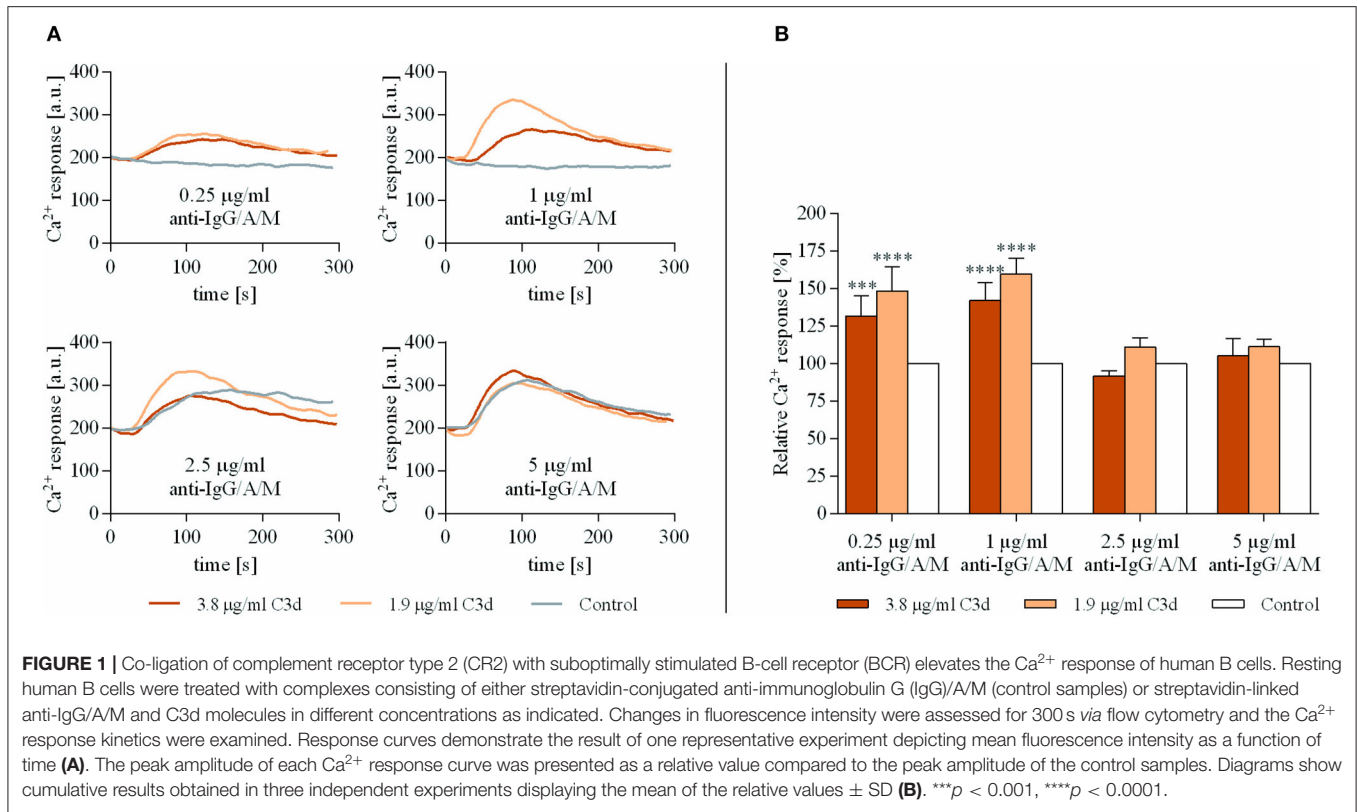 A
Ca2+ response [a.u.]
400
300
200
100
0
0.25 µg/ml
anti-IgG/A/M
0 100 200 300
time [s]
Ca2+ response [a.u.]
400
300
200
100
0
1 µg/ml
anti-IgG/A/M
0 100 200 300
time [s]
Ca2+ response [a.u.]
400
300
200
100
0
2.5 µg/ml
anti-IgG/A/M
0 100 200 300
time [s]
Ca2+ response [a.u.]
400
300
200
100
0
5 µg/ml
anti-IgG/A/M
0 100 200 300
time [s]
3.8 µg/ml C3d 1.9 µg/ml C3d Control
B
Relative Ca2+ response [%]
200
175
150
125
100
75
50
25
0
*** **** **** ****
0.25 µg/ml 1 µg/ml 2.5 µg/ml 5 µg/ml
anti-IgG/A/M anti-IgG/A/M anti-IgG/A/M anti-IgG/A/M
3.8 µg/ml C3d 1.9 µg/ml C3d Control
FIGURE 1 | Co-ligation of complement receptor type 2 (CR2) with suboptimally stimulated B-cell receptor (BCR) elevates the Ca2+ response of human B cells. Resting
human B cells were treated with complexes consisting of either streptavidin-conjugated anti-immunoglobulin G (IgG)/A/M (control samples) or streptavidin-linked
anti-IgG/A/M and C3d molecules in different concentrations as indicated. Changes in fluorescence intensity were assessed for 300 s via flow cytometry and the Ca2+
response kinetics were examined. Response curves demonstrate the result of one representative experiment depicting mean fluorescence intensity as a function of
time (A). The peak amplitude of each Ca2+ response curve was presented as a relative value compared to the peak amplitude of the control samples. Diagrams show
cumulative results obtained in three independent experiments displaying the mean of the relative values ± SD (B). ***p < 0.001, ****p < 0.0001.